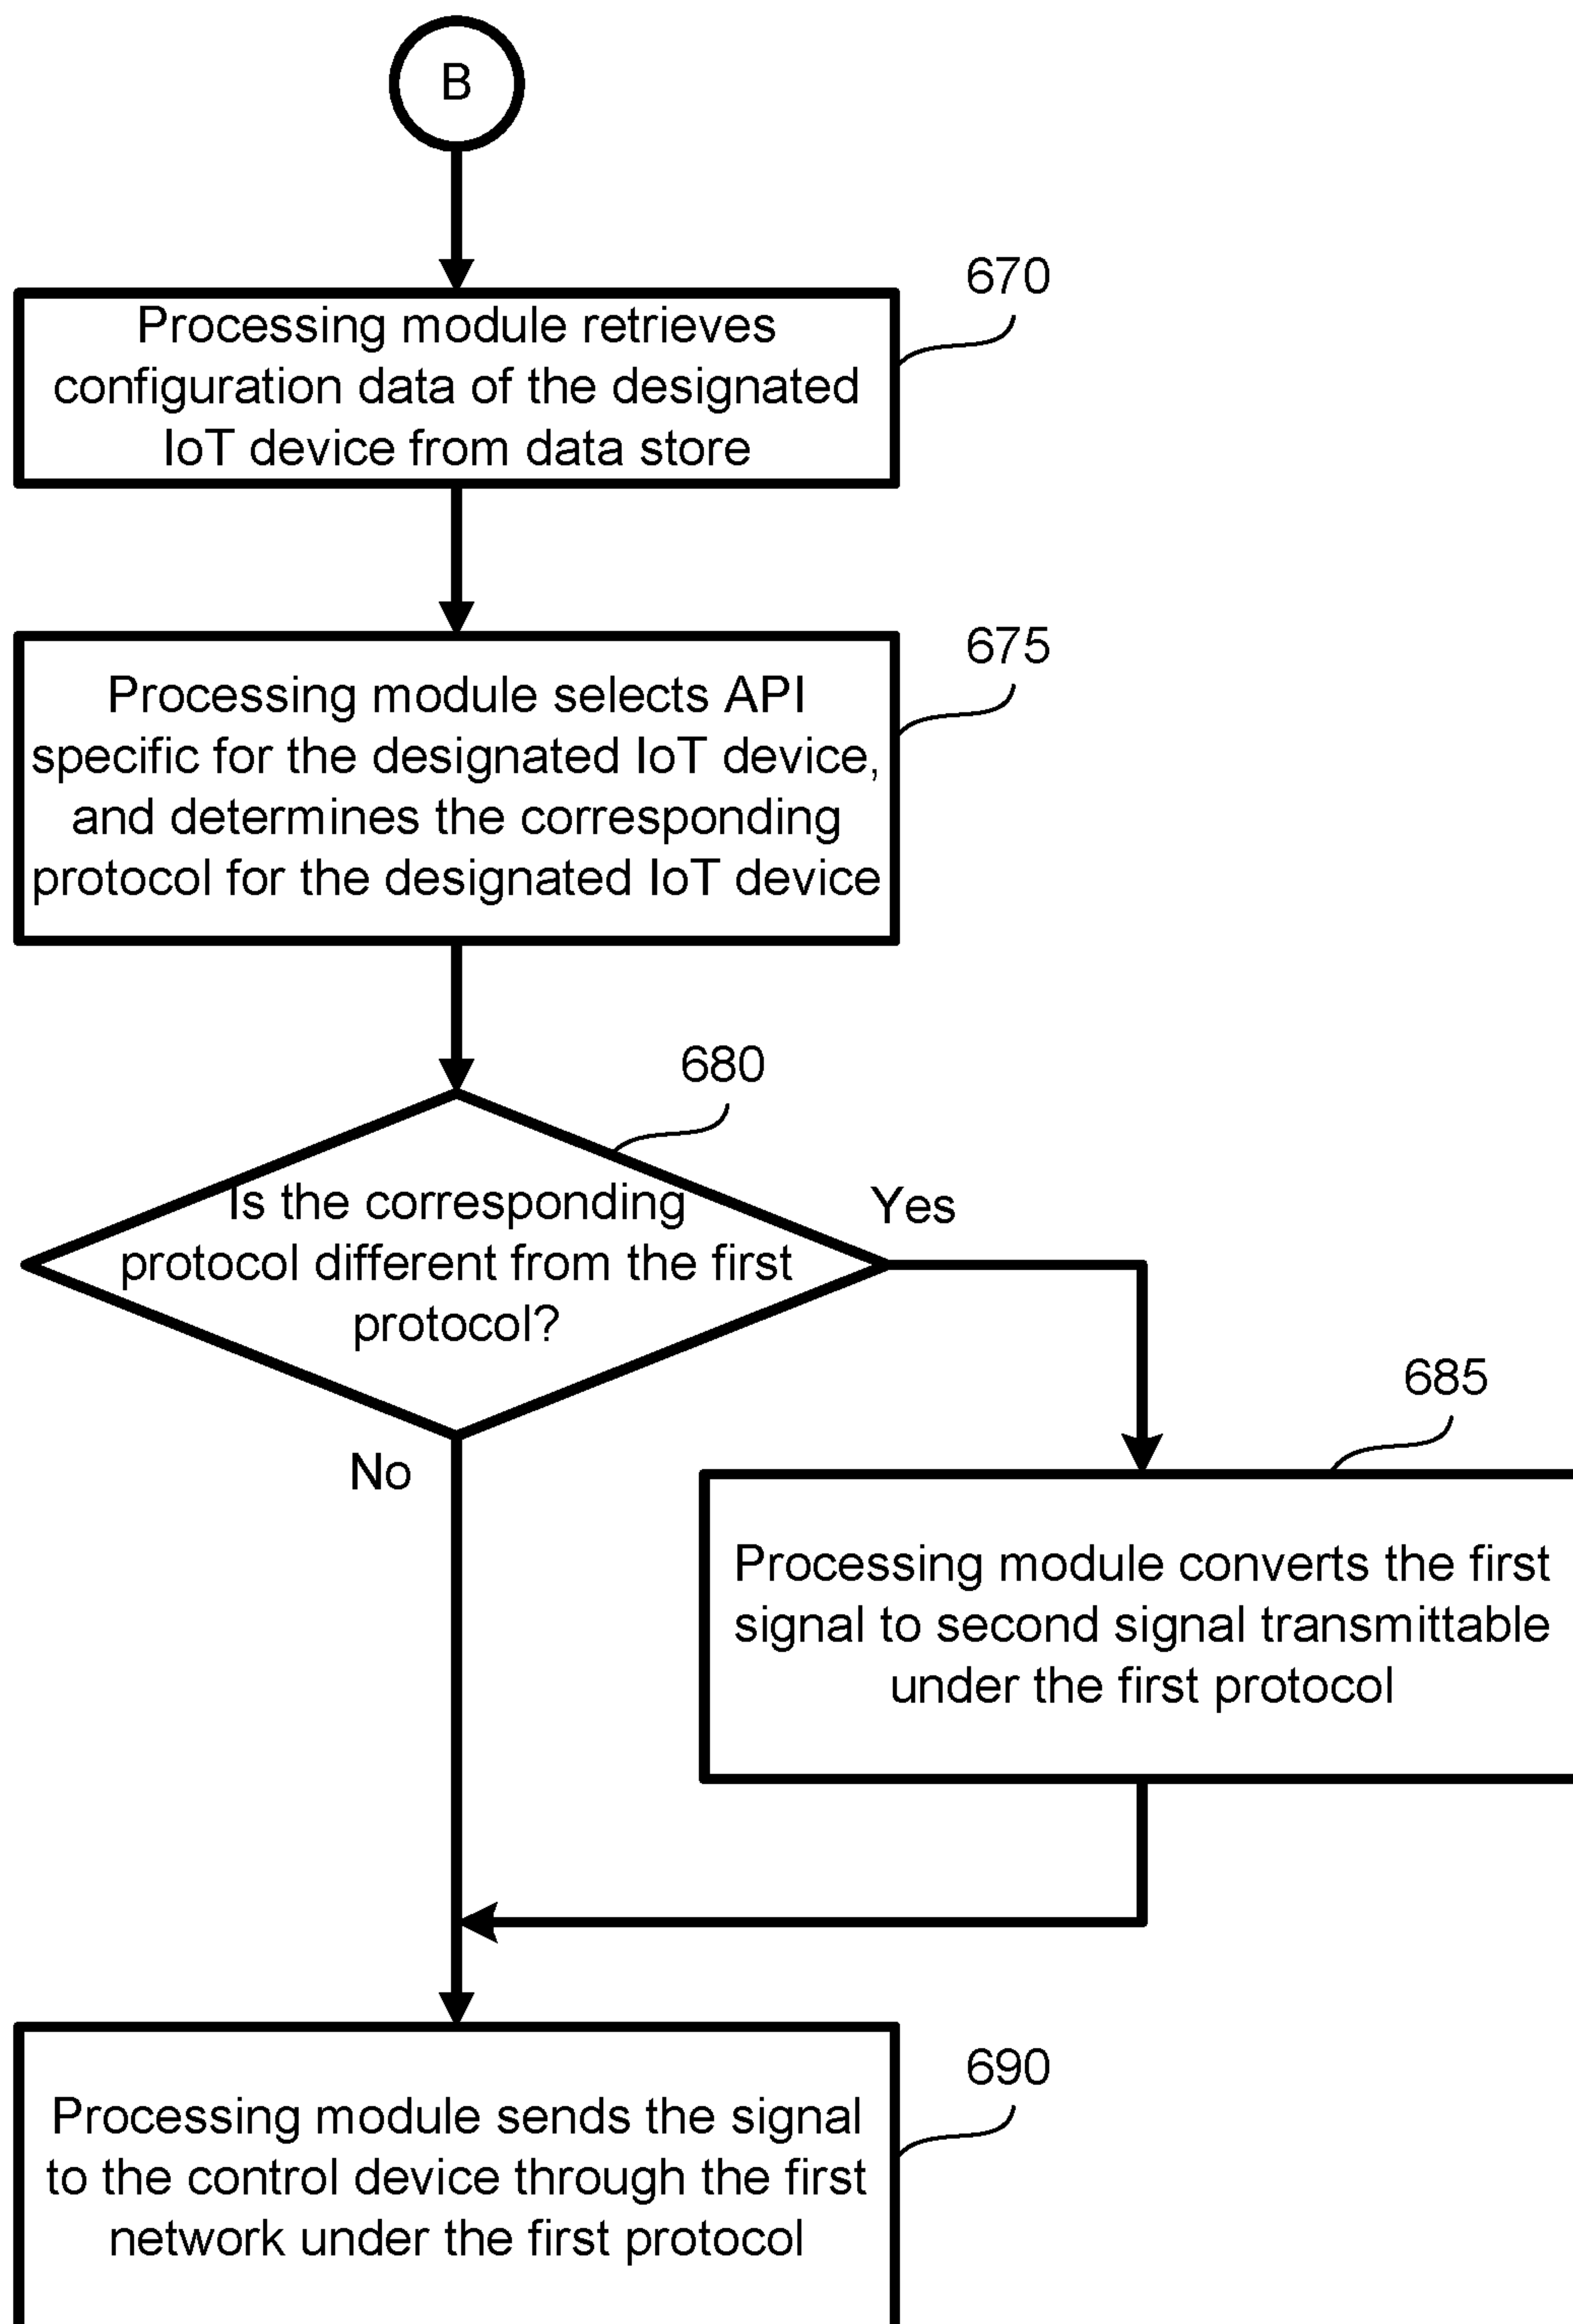 B
670
Processing module retrieves
configuration data of the designated
IoT device from data store
675
Processing module selects API
specific for the designated IoT device,
and determines the corresponding
protocol for the designated IoT device
680
Is the corresponding
protocol different from the first
protocol?
Yes
No
685
Processing module converts the first
signal to second signal transmittable
under the first protocol
690
Processing module sends the signal
to the control device through the first
network under the first protocol